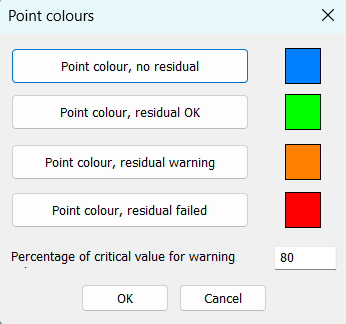 Point colours
Point colour, no residual
Point colour, residual OK
Point colour, residual warning
Point colour, residual failed
Percentage of critical value for warning
80
OK
Cancel